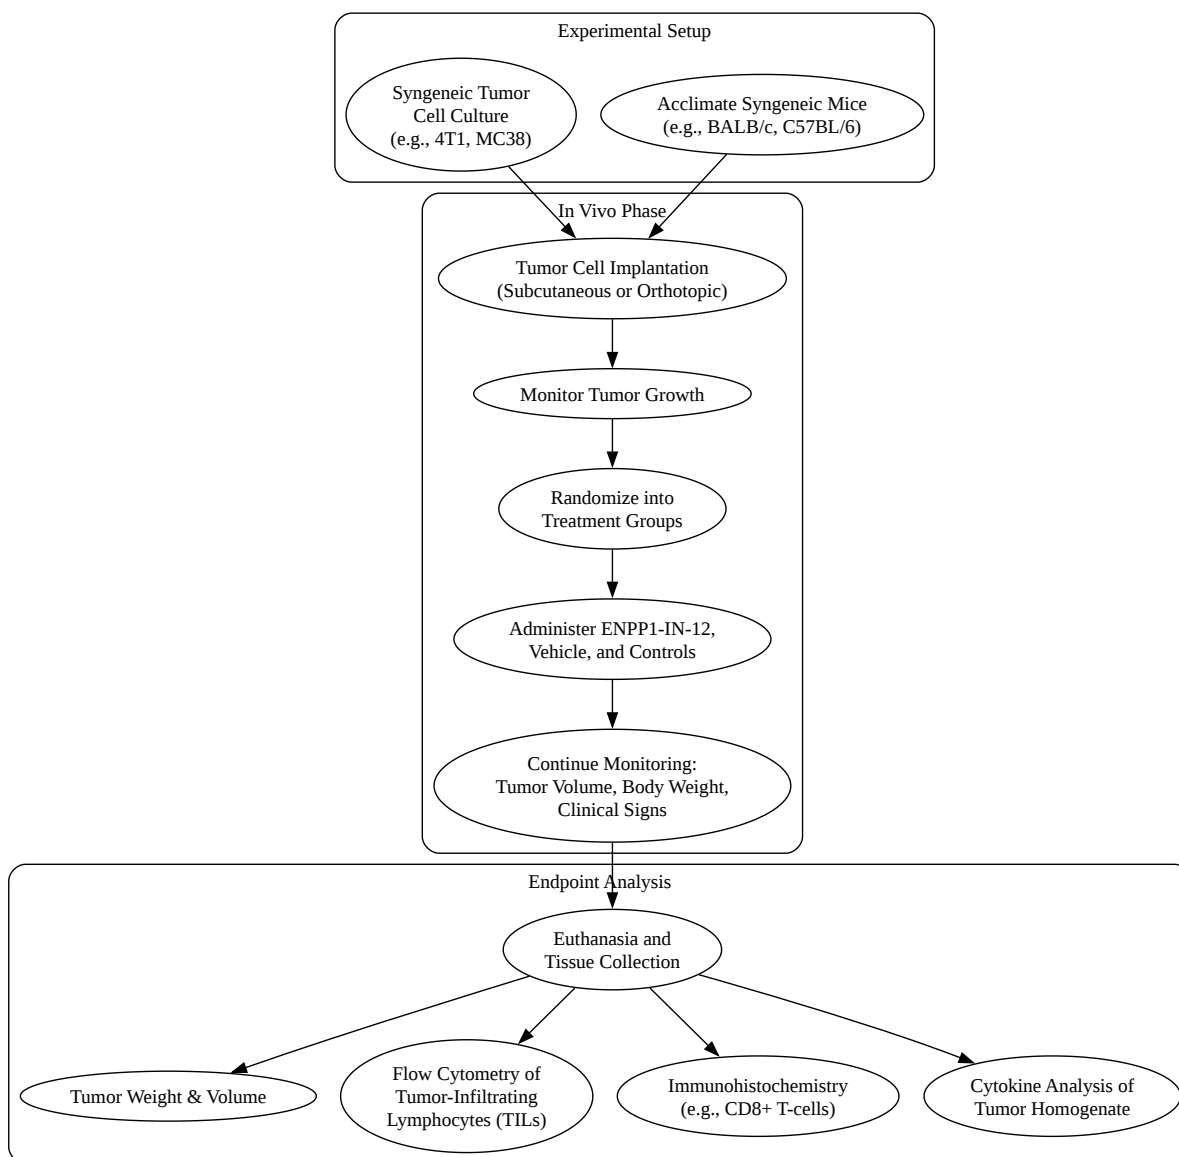 Experimental Setup
Syngeneic Tumor
Cell Culture
(e.g., 4T1, MC38)
Acclimate Syngeneic Mice
(e.g., BALB/c, C57BL/6)
In Vivo Phase
Tumor Cell Implantation
(Subcutaneous or Orthotopic)
Monitor Tumor Growth
Randomize into
Treatment Groups
Administer ENPP1-IN-12,
Vehicle, and Controls
Continue Monitoring:
Tumor Volume, Body Weight,
Clinical Signs
Endpoint Analysis
Euthanasia and
Tissue Collection
Tumor Weight & Volume
Flow Cytometry of
Tumor-Infiltrating
Lymphocytes (TILs)
Immunohistochemistry
(e.g., CD8+ T-cells)
Cytokine Analysis of
Tumor Homogenate